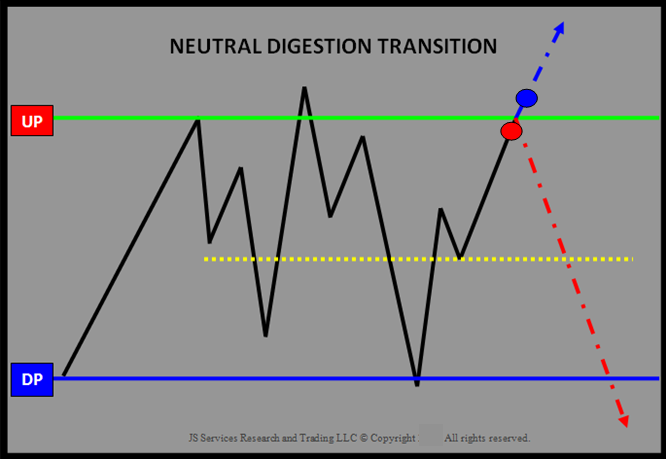 NEUTRAL DIGESTION TRANSITION
UP
DP
JS Services Research and Trading LLC © Copyright All rights reserved.